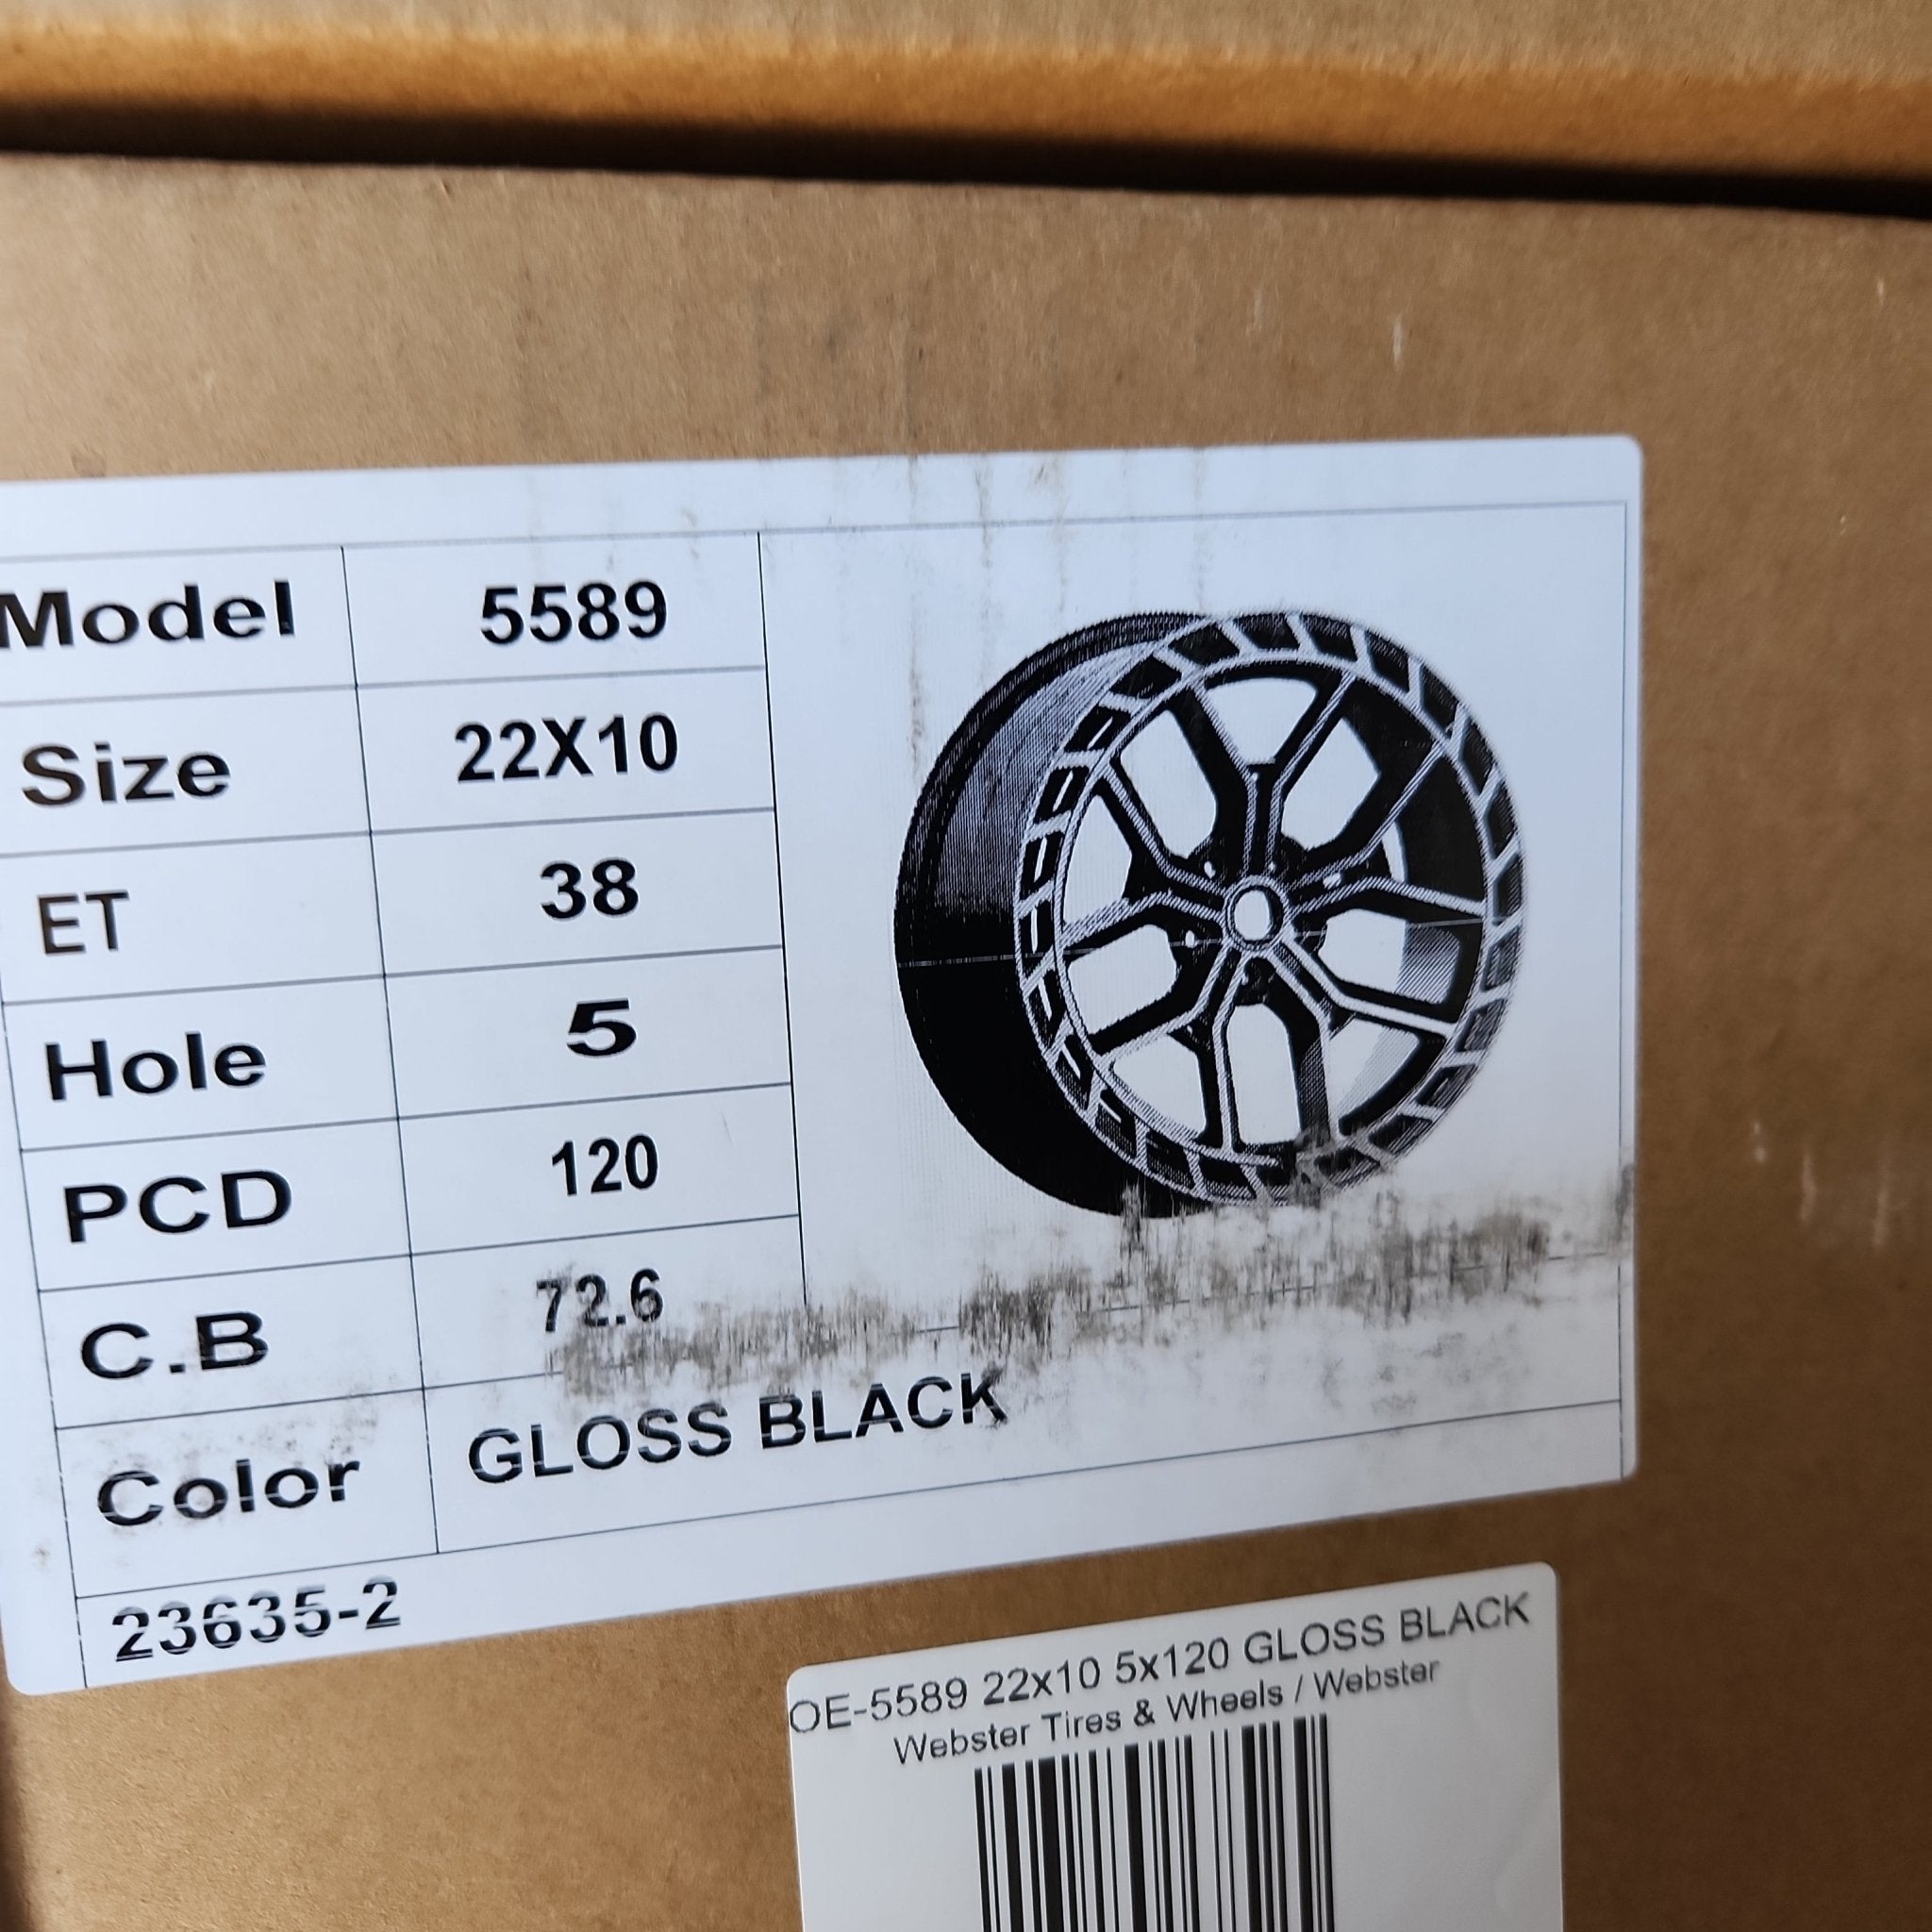 Model 5589
Size 22X10
ET 38
Hole 5
PCD 120
C.B 72.6
Color GLOSS BLACK
23635-2
OE-5589 22x10 5x120 GLOSS BLACK
Webster Tires & Wheels / Webster